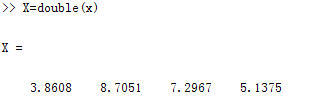 >> X=double(x)
X =
3.8608 8.7051 7.2967 5.1375